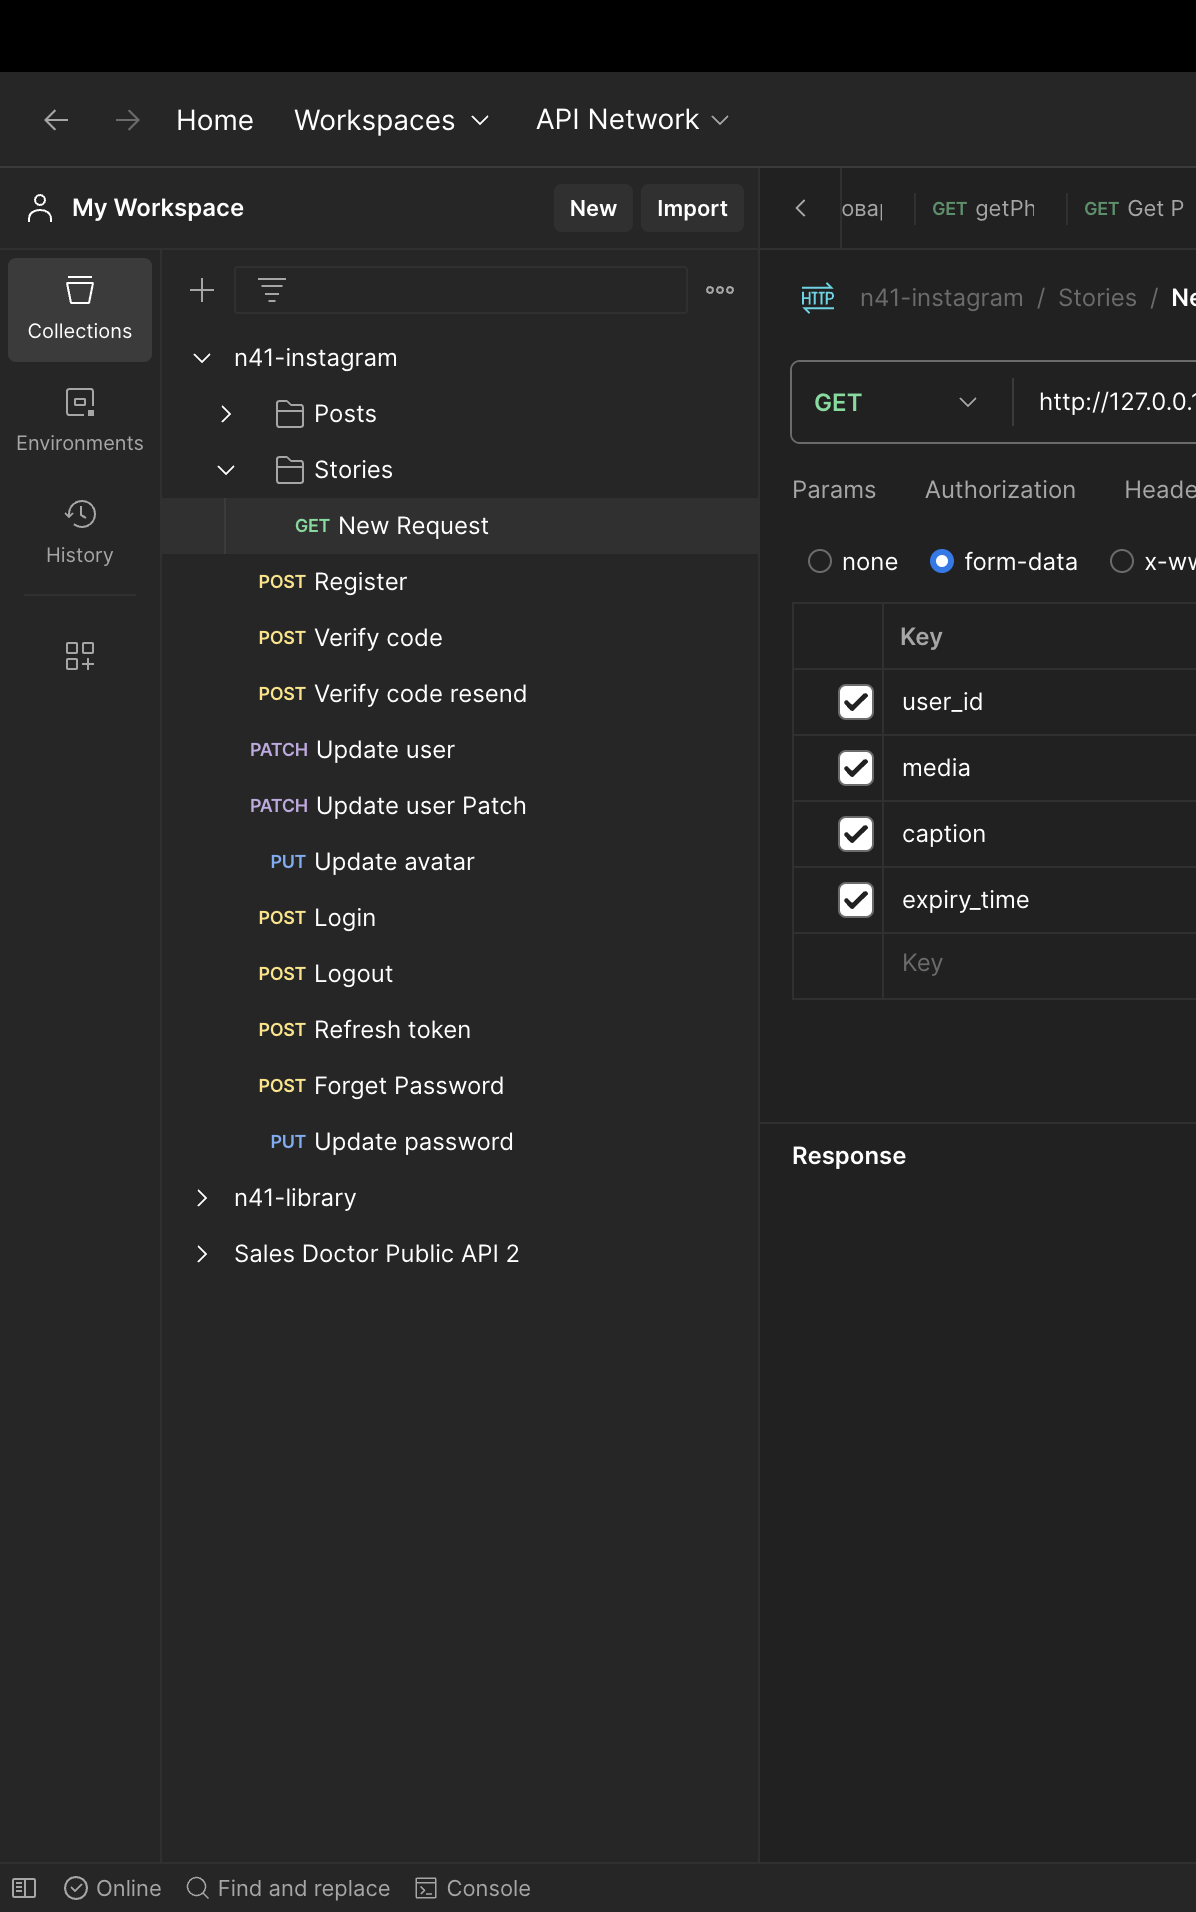 Home Workspaces API Network
My Workspace New Import
GET getPh GET Get P
Collections
Environments
History
n41-instagram
Posts
Stories
GET New Request
POST Register
POST Verify code
POST Verify code resend
PATCH Update user
PATCH Update user Patch
PUT Update avatar
POST Login
POST Logout
POST Refresh token
POST Forget Password
PUT Update password
n41-library
Sales Doctor Public API 2
HTTP n41-instagram / Stories / Ne
GET http://127.0.0.1
Params Authorization Heade
none form-data x-ww
Key
user_id
media
caption
expiry_time
Key
Response
Online Find and replace Console